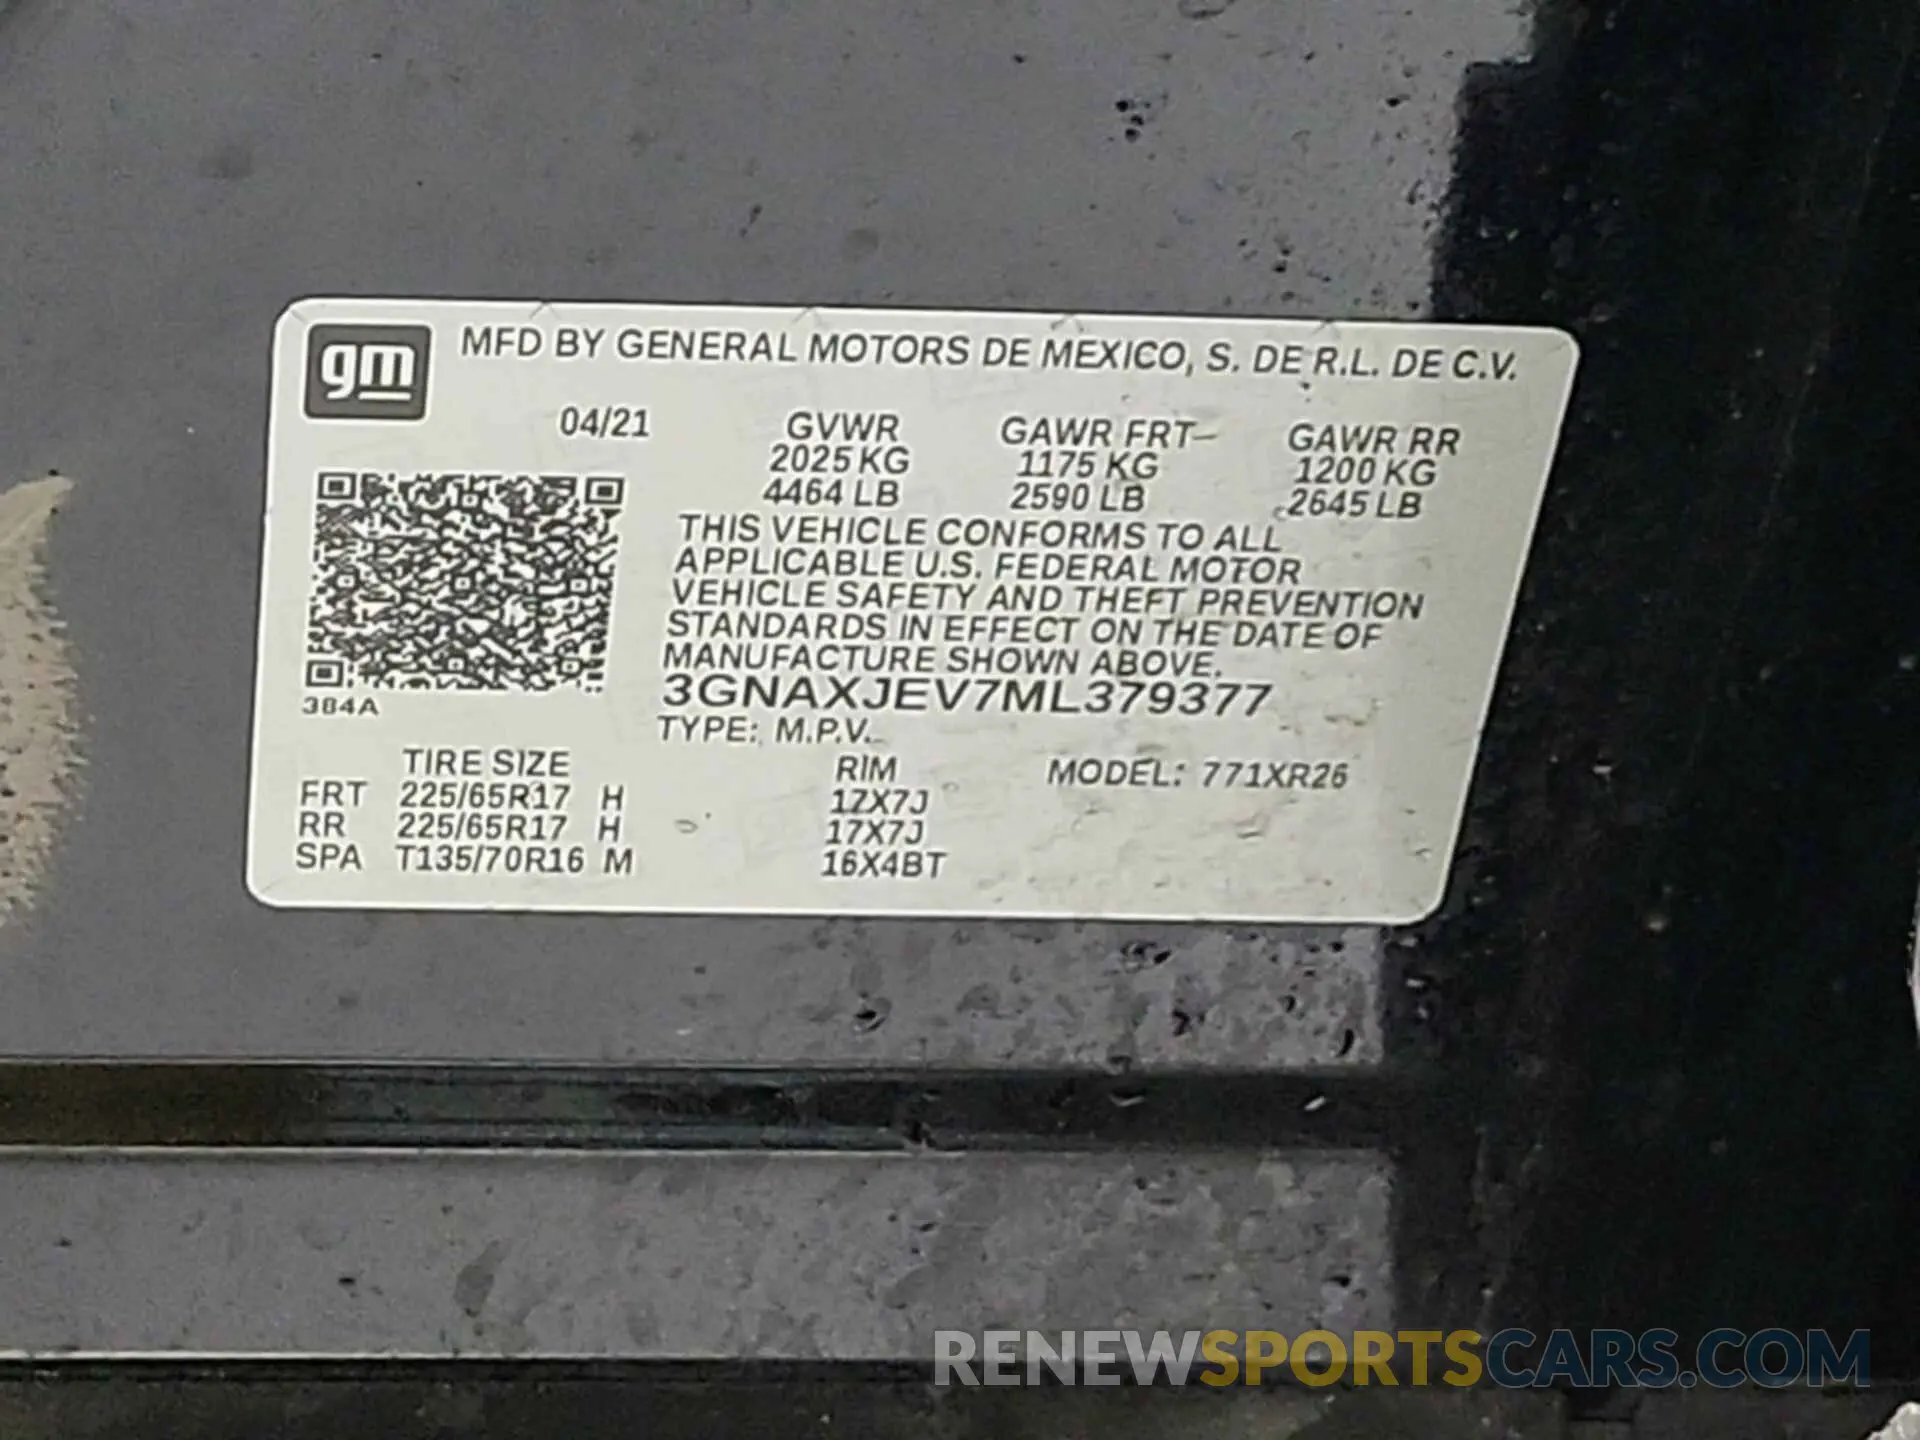 gm MFD BY GENERAL MOTORS DE MEXICO, S. DE R.L. DE C.V.
04/21 GVWR GAWR FRT GAWR RR
2025 KG 1175 KG 1200 KG
4464 LB 2590 LB 2645 LB
THIS VEHICLE CONFORMS TO ALL
APPLICABLE U.S. FEDERAL MOTOR
VEHICLE SAFETY AND THEFT PREVENTION
STANDARDS IN EFFECT ON THE DATE OF
MANUFACTURE SHOWN ABOVE.
3GNAXJEV7ML379377
384A
TYPE: M.P.V.
TIRE SIZE RIM MODEL: 771XR26
FRT 225/65R17 H 17X7J
RR 225/65R17 H 17X7J
SPA T135/70R16 M 16X4BT
RENEWSPORTSCARS.COM